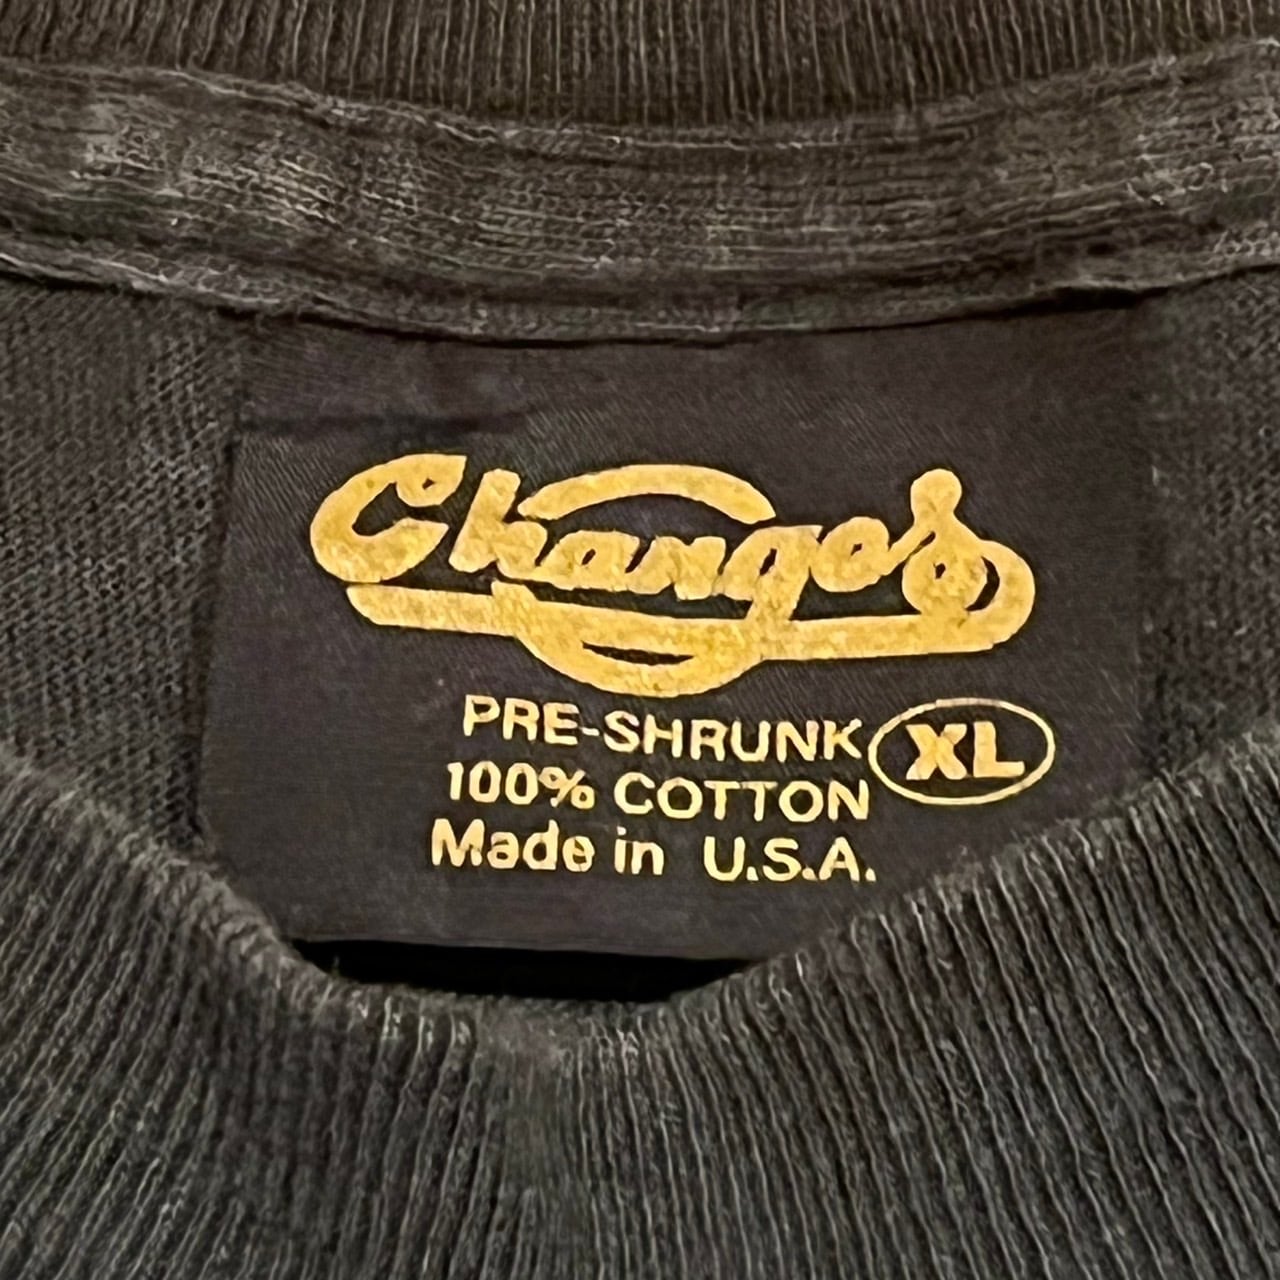 Changes
PRE-SHRUNK XL
100% COTTON
Made in U.S.A.